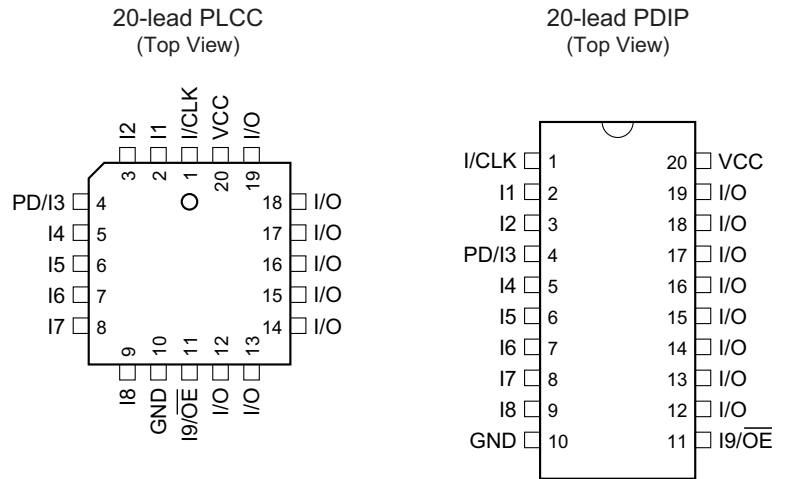 20-lead PLCC
(Top View)
I2
I1
I/CLK
VCC
I/O
3
2
1
20
19
PD/I3 4
I4 5
I5 6
I6 7
I7 8
18 I/O
17 I/O
16 I/O
15 I/O
14 I/O
9
10
11
12
13
I8
GND
I9/OE
I/O
I/O
20-lead PDIP
(Top View)
I/CLK 1 20 VCC
I1 2 19 I/O
I2 3 18 I/O
PD/I3 4 17 I/O
I4 5 16 I/O
I5 6 15 I/O
I6 7 14 I/O
I7 8 13 I/O
I8 9 12 I/O
GND 10 11 I9/OE